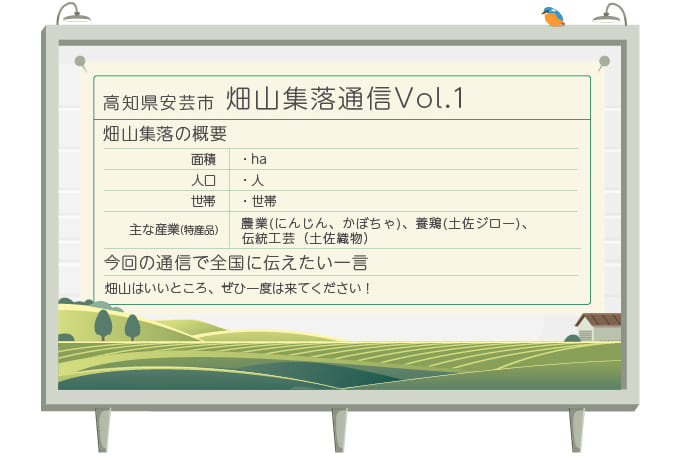 高知県安芸市 畑山集落通信Vol.1
畑山集落の概要
面積 ・ha
人口 ・人
世帯 ・世帯
主な産業(特産品) 農業(にんじん、かぼちゃ)、養鶏(土佐ジロー)、
伝統工芸（土佐織物）
今回の通信で全国に伝えたい一言
畑山はいいところ、ぜひ一度は来てください！